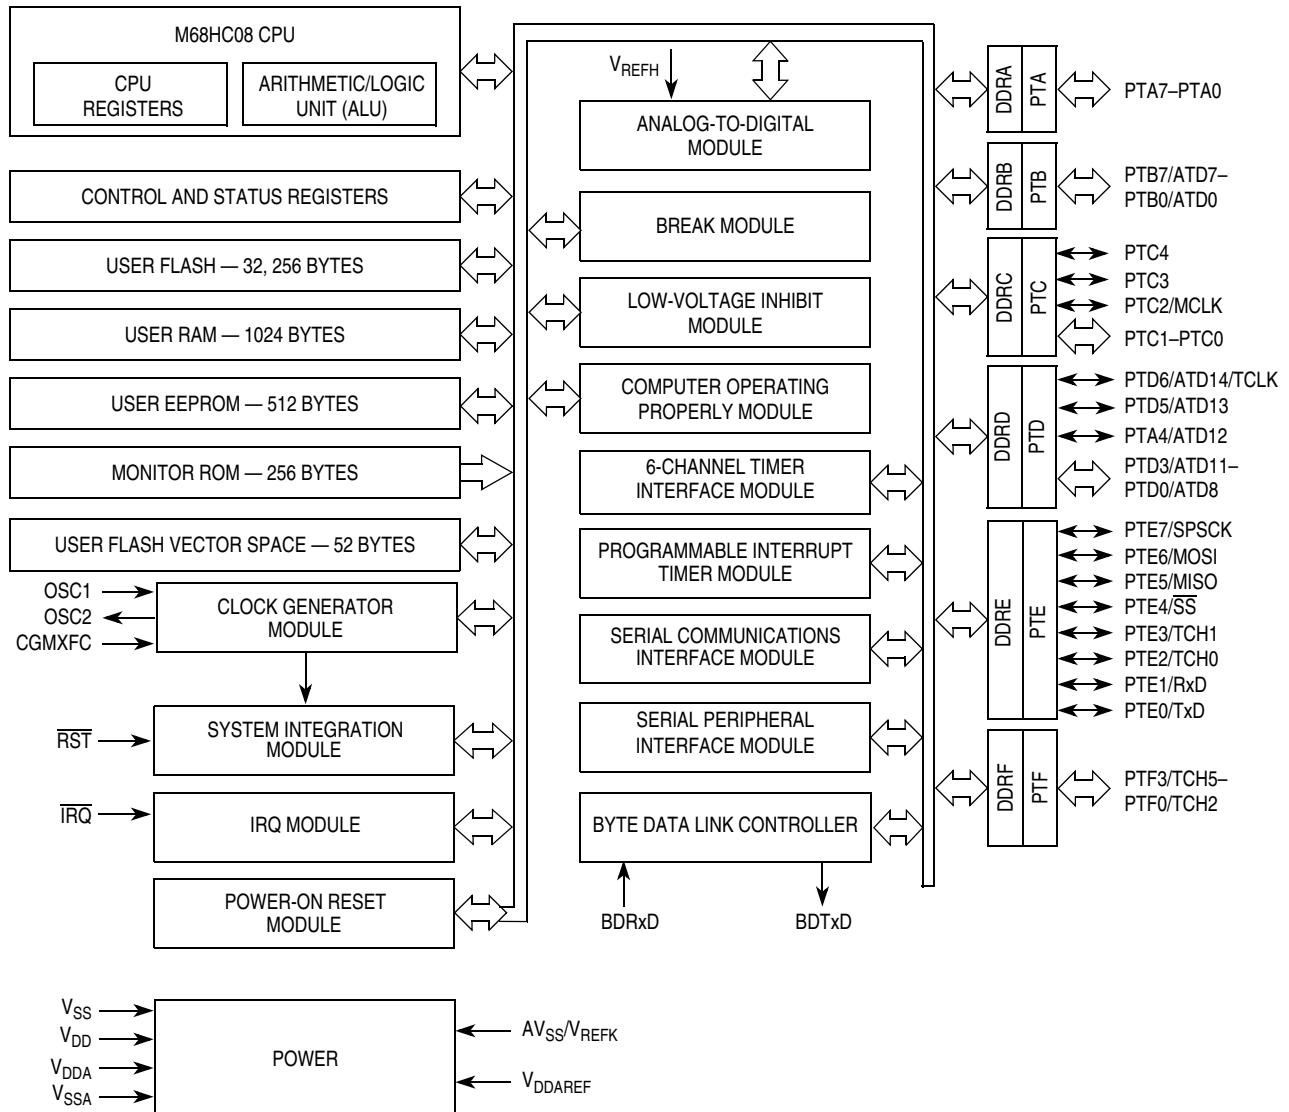 M68HC08 CPU
CPU
REGISTERS
ARITHMETIC/LOGIC
UNIT (ALU)
CONTROL AND STATUS REGISTERS
USER FLASH — 32, 256 BYTES
USER RAM — 1024 BYTES
USER EEPROM — 512 BYTES
MONITOR ROM — 256 BYTES
USER FLASH VECTOR SPACE — 52 BYTES
OSC1
OSC2
CGMXFC
CLOCK GENERATOR
MODULE
RST
SYSTEM INTEGRATION
MODULE
IRQ
IRQ MODULE
POWER-ON RESET
MODULE
VSS
VDD
VDDA
VSSA
POWER
AVSS/VREFK
VDDAREF
VREFH
ANALOG-TO-DIGITAL
MODULE
BREAK MODULE
LOW-VOLTAGE INHIBIT
MODULE
COMPUTER OPERATING
PROPERLY MODULE
6-CHANNEL TIMER
INTERFACE MODULE
PROGRAMMABLE INTERRUPT
TIMER MODULE
SERIAL COMMUNICATIONS
INTERFACE MODULE
SERIAL PERIPHERAL
INTERFACE MODULE
BYTE DATA LINK CONTROLLER
BDRxD
BDTxD
DDRA
PTA
PTA7–PTA0
DDRB
PTB
PTB7/ATD7–
PTB0/ATD0
DDRC
PTC
PTC4
PTC3
PTC2/MCLK
PTC1–PTC0
DDRD
PTD
PTD6/ATD14/TCLK
PTD5/ATD13
PTA4/ATD12
PTD3/ATD11–
PTD0/ATD8
DDRE
PTE
PTE7/SPSCK
PTE6/MOSI
PTE5/MISO
PTE4/SS
PTE3/TCH1
PTE2/TCH0
PTE1/RxD
PTE0/TxD
DDRF
PTF
PTF3/TCH5–
PTF0/TCH2